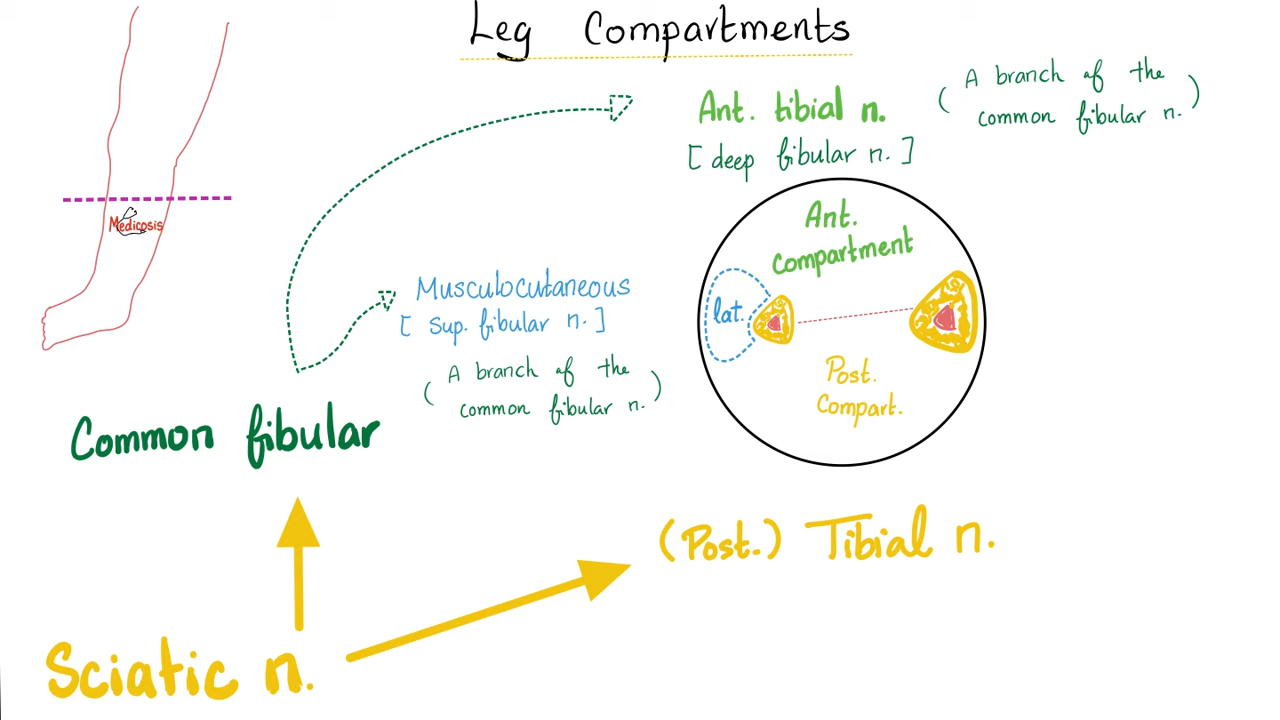 Leg Compartments
Ant. tibial n.
[ deep fibular n. ]
( A branch of the
common fibular n. )
Medicosis
Musculocutaneous
[ Sup. fibular n. ]
( A branch of the
common fibular n. )
Ant.
compartment
lat.
Post.
Compart.
Common fibular
(Post.) Tibial n.
Sciatic n.